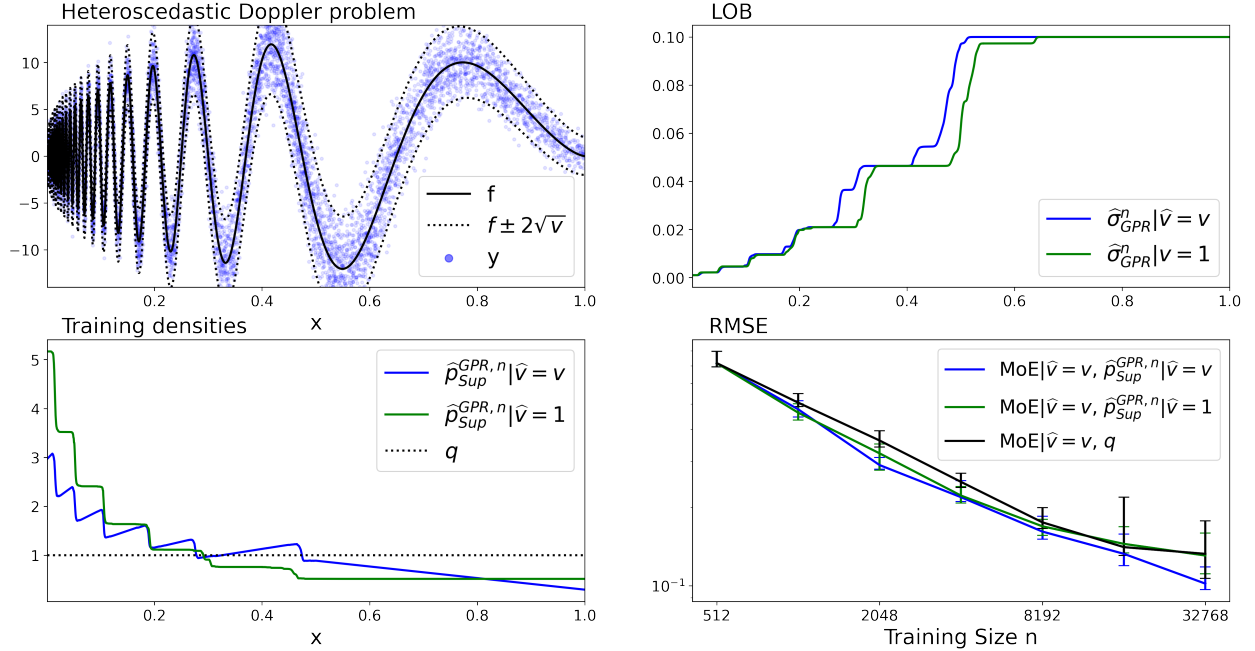 Heteroscedastic Doppler problem
10
5
0
−5
−10
0.2
0.4
0.6
0.8
1.0
x
f
f ± 2√v
y
LOB
0.10
0.08
0.06
0.04
0.02
0.00
0.2
0.4
0.6
0.8
1.0
σ̂ⁿ_GPR|v̂ = v
σ̂ⁿ_GPR|v = 1
Training densities
5
4
3
2
1
0.2
0.4
0.6
0.8
1.0
x
p̂^{GPR, n}_{Sup}|v̂ = v
p̂^{GPR, n}_{Sup}|v̂ = 1
q
RMSE
10⁻¹
512
2048
8192
32768
Training Size n
MoE|v̂ = v, p̂^{GPR, n}_{Sup}|v̂ = v
MoE|v̂ = v, p̂^{GPR, n}_{Sup}|v̂ = 1
MoE|v̂ = v, q